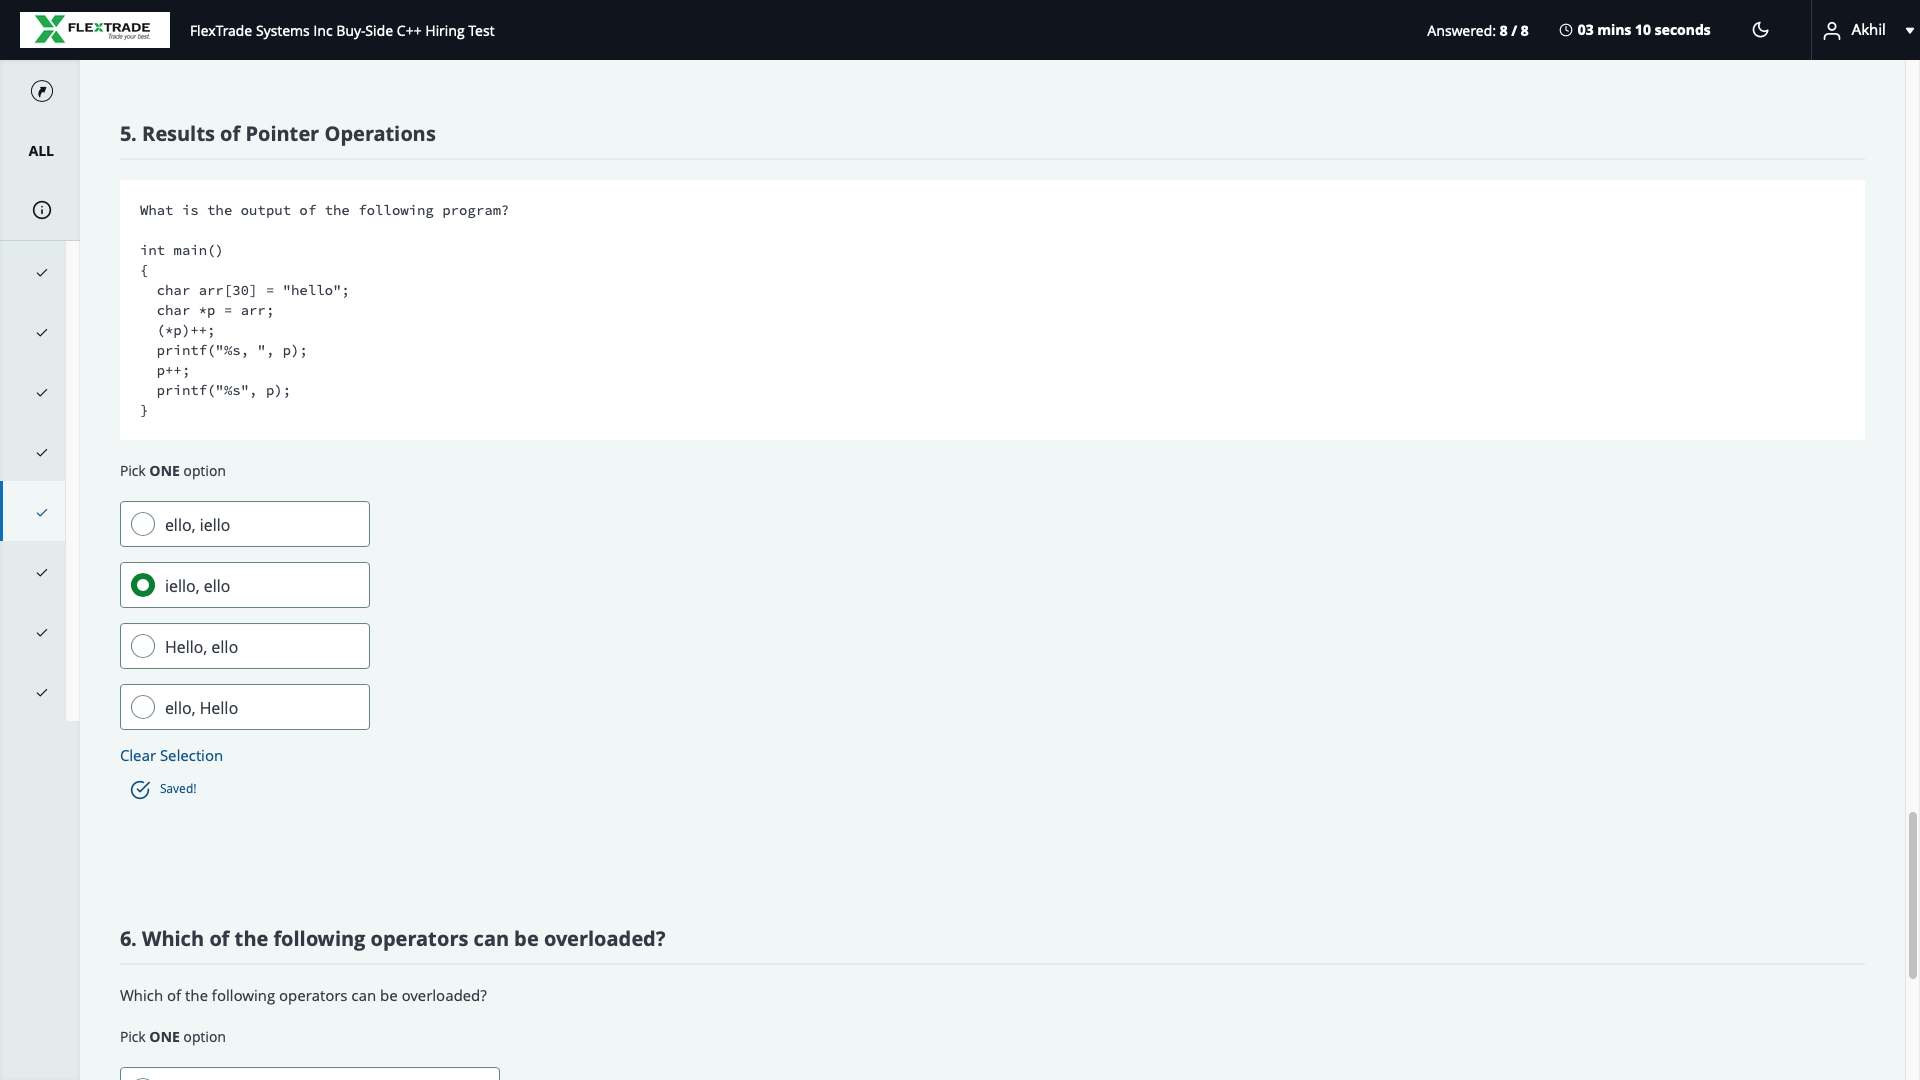 FLEXTRADE
Trade your best.
FlexTrade Systems Inc Buy-Side C++ Hiring Test
Answered: 8 / 8
03 mins 10 seconds
Akhil
ALL
5. Results of Pointer Operations
What is the output of the following program?
int main()
{
  char arr[30] = "hello";
  char *p = arr;
  (*p)++;
  printf("%s, ", p);
  p++;
  printf("%s", p);
}
Pick ONE option
ello, iello
iello, ello
Hello, ello
ello, Hello
Clear Selection
Saved!
6. Which of the following operators can be overloaded?
Which of the following operators can be overloaded?
Pick ONE option